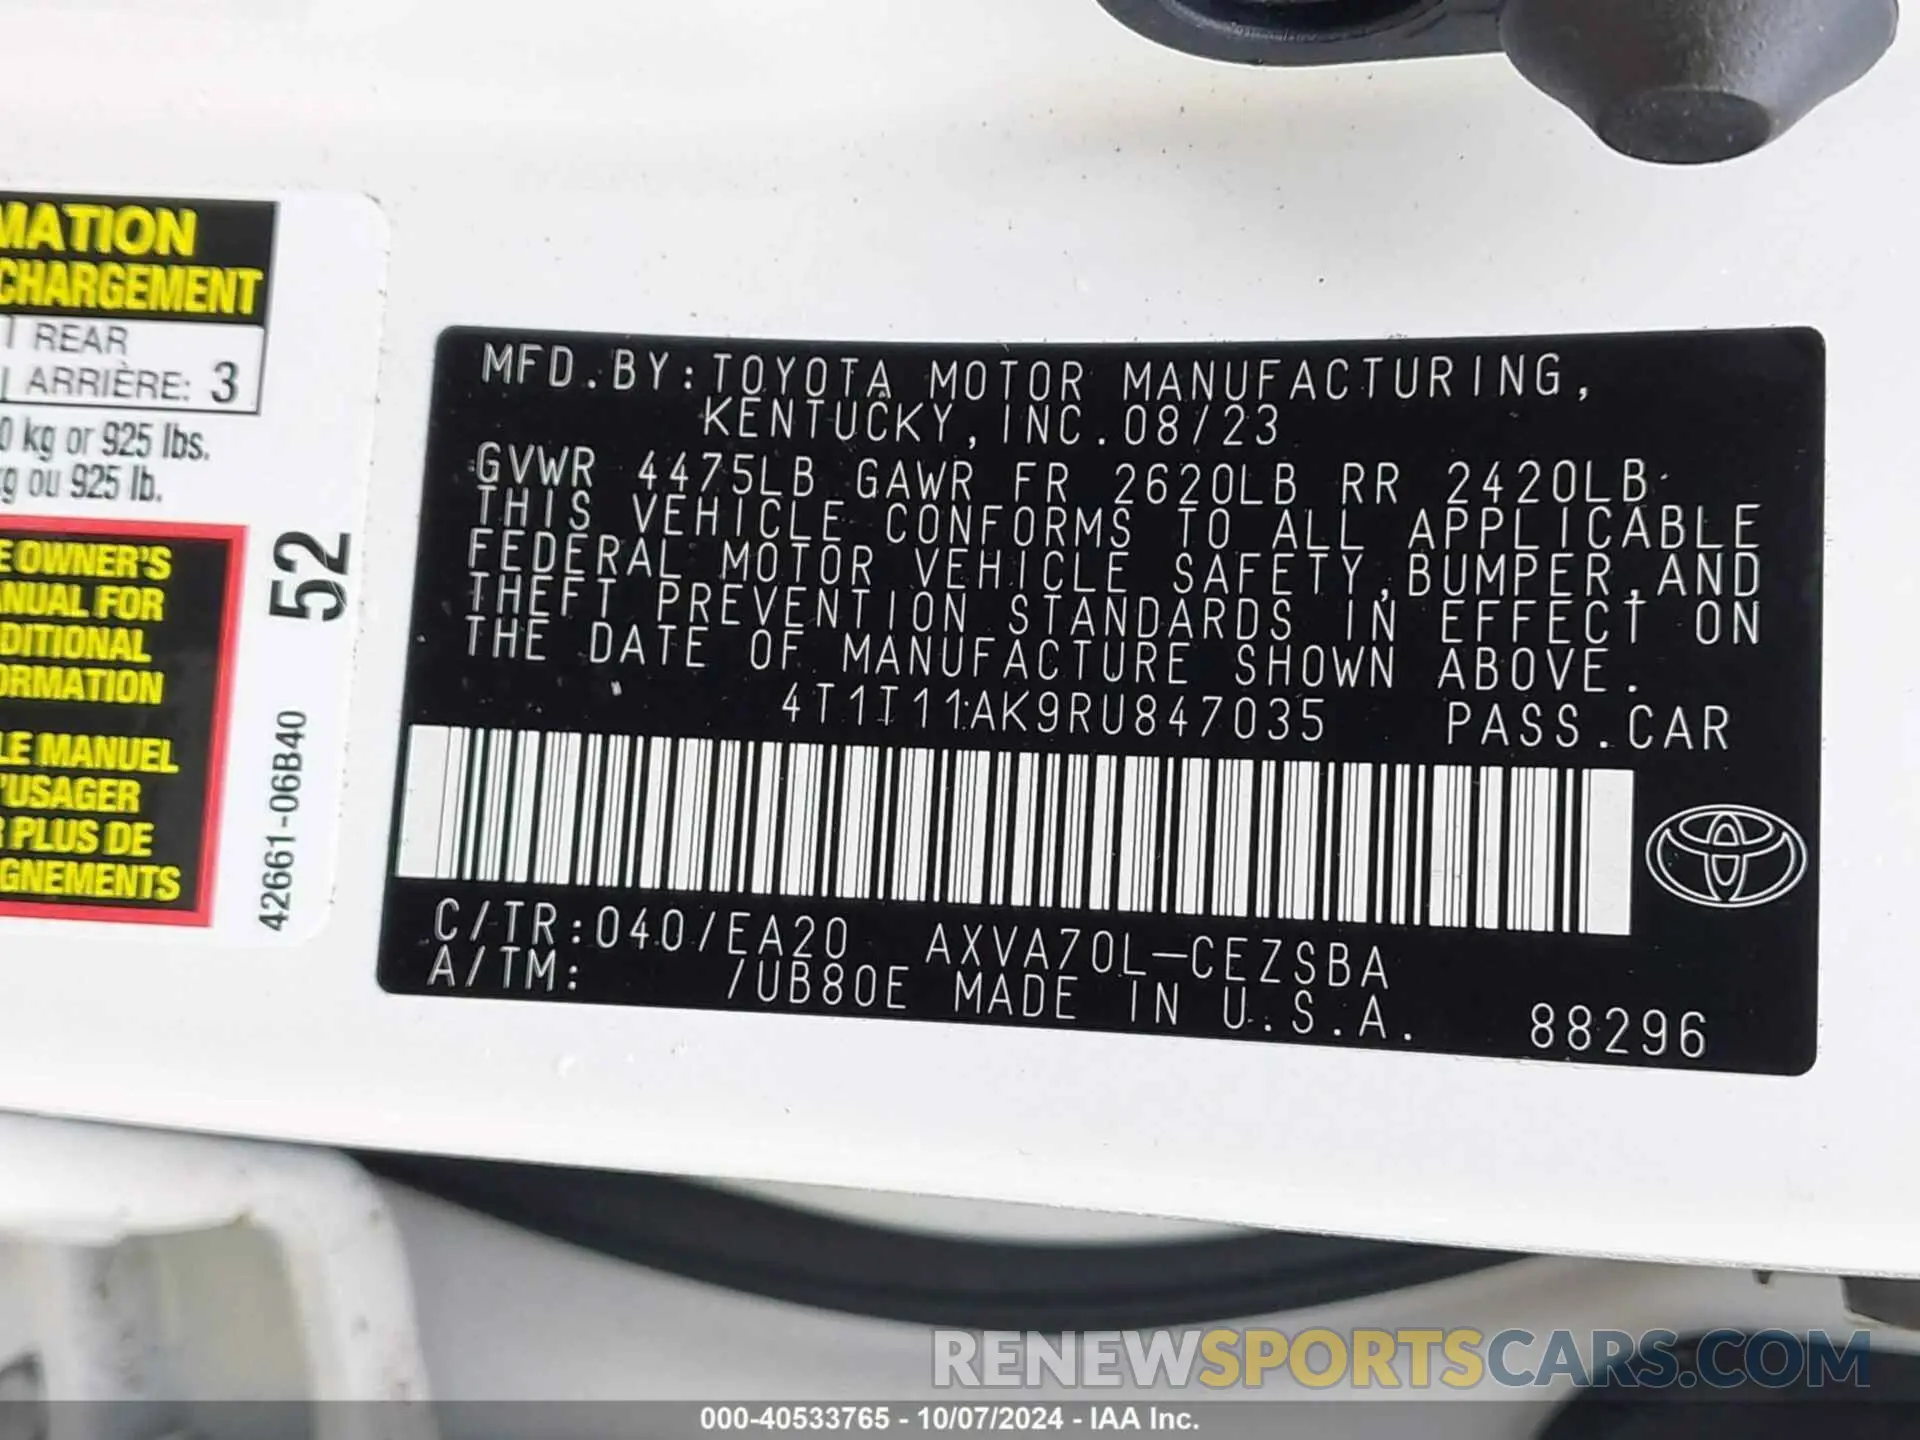 MATION
CHARGEMENT
REAR
ARRIÈRE: 3
0 kg or 925 lbs.
g ou 925 lb.
E OWNER'S
NUAL FOR
DITIONAL
ORMATION
LE MANUEL
'USAGER
R PLUS DE
GNEMENTS
52
42661-06B40
MFD.BY:TOYOTA MOTOR MANUFACTURING,
KENTUCKY,INC.08/23
GVWR 4475LB GAWR FR 2620LB RR 2420LB
THIS VEHICLE CONFORMS TO ALL APPLICABLE
FEDERAL MOTOR VEHICLE SAFETY,BUMPER,AND
THEFT PREVENTION STANDARDS IN EFFECT ON
THE DATE OF MANUFACTURE SHOWN ABOVE.
4T1T11AK9RU847035 PASS.CAR
C/TR:040/EA20 AXVA70L-CEZSBA
A/TM: /UB80E MADE IN U.S.A. 88296
RENEWSPORTSCARS.COM
000-40533765 - 10/07/2024 - IAA Inc.